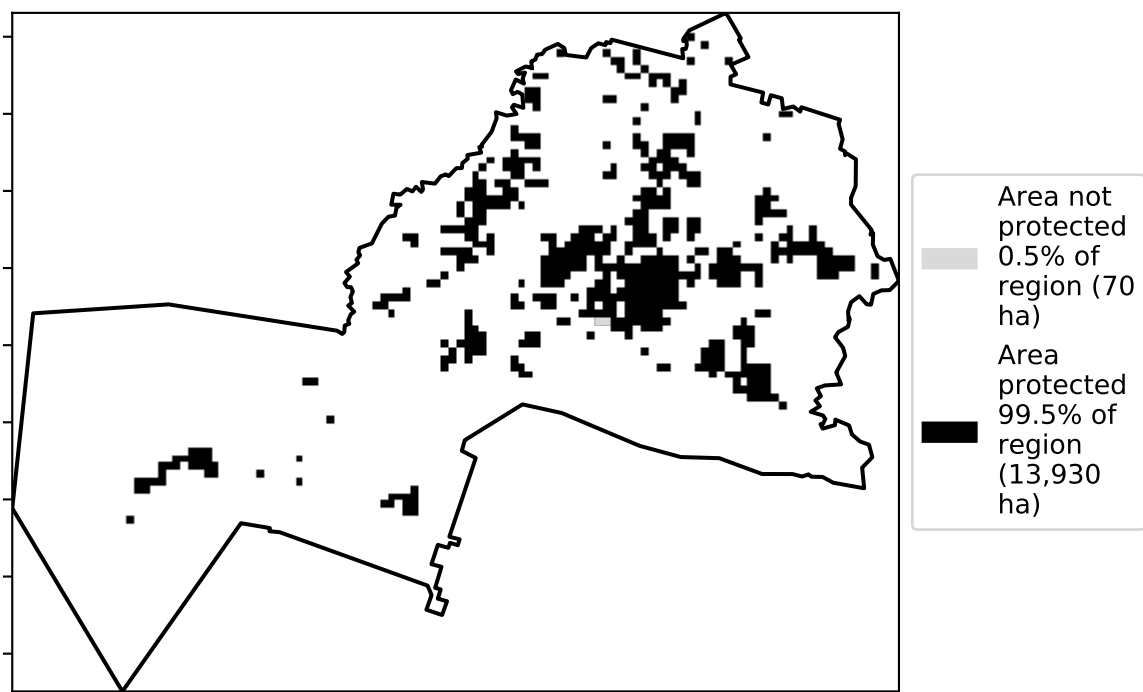 Area not
protected
0.5% of
region (70
ha)
Area
protected
99.5% of
region
(13,930
ha)